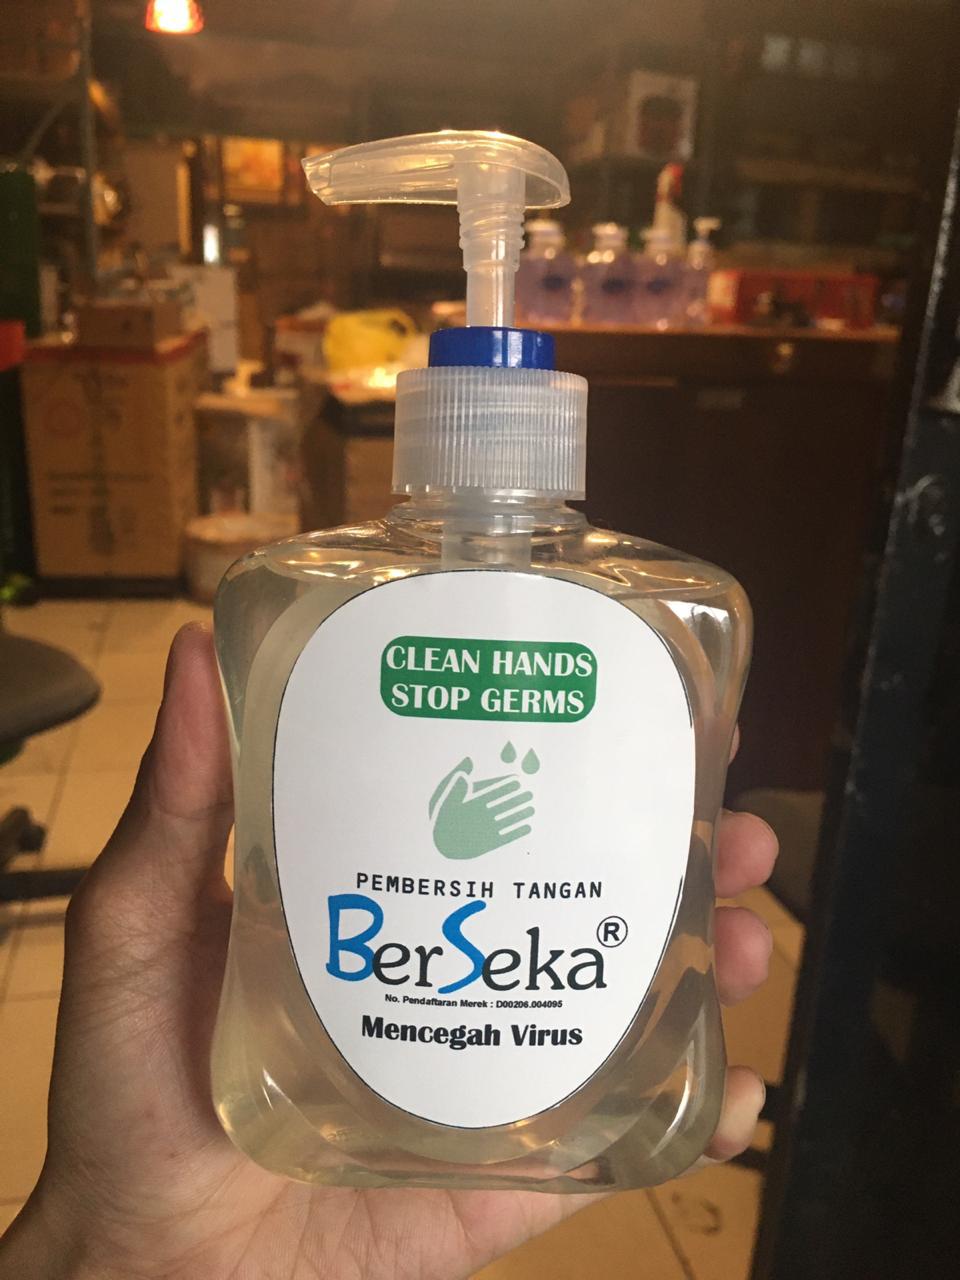 CLEAN HANDS
STOP GERMS
PEMBERSIH TANGAN
BerSeka®
No. Pendaftaran Merek : D00206.004095
Mencegah Virus